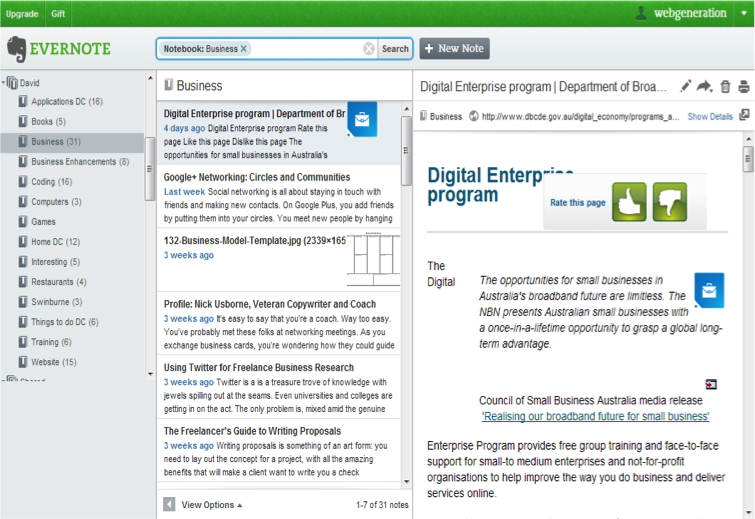 Upgrade Gift
webgeneration
EVERNOTE
Notebook: Business × Search
+ New Note
David
Applications DC (16)
Books (5)
Business (31)
Business Enhancements (8)
Coding (16)
Computers (3)
Games
Home DC (12)
Interesting (5)
Restaurants (4)
Swinburne (3)
Things to do DC (6)
Training (6)
Website (15)
Business
Digital Enterprise program | Department of Br
4 days ago Digital Enterprise program Rate this
page Like this page Dislike this page The
opportunities for small businesses in Australia's
Google+ Networking: Circles and Communities
Last week Social networking is all about staying in touch with
friends and making new contacts. On Google Plus, you add friends
by putting them into your circles. You meet new people by hanging
132-Business-Model-Template.jpg (2339×165
3 weeks ago
Profile: Nick Usborne, Veteran Copywriter and Coach
3 weeks ago It's easy to say that you're a coach. Way too easy.
You've probably met these folks at networking meetings. As you
exchange business cards, you're wondering how they could guide
Using Twitter for Freelance Business Research
3 weeks ago Twitter is a is a treasure trove of knowledge with
jewels spilling out at the seams. Even universities and colleges are
getting in on the act. The only problem is, mixed amid the genuine
The Freelancer's Guide to Writing Proposals
3 weeks ago Writing proposals is something of an art form: you
need to lay out the concept for a project, with all the amazing
benefits that will make a client want to write you a check
View Options 1-7 of 31 notes
Digital Enterprise program | Department of Broa...
Business http://www.dbcde.gov.au/digital_economy/programs_a... Show Details
Digital Enterprise
program
Rate this page
The
Digital
The opportunities for small businesses in
Australia's broadband future are limitless. The
NBN presents Australian small businesses with
a once-in-a-lifetime opportunity to grasp a global long-
term advantage.
Council of Small Business Australia media release
'Realising our broadband future for small business'
Enterprise Program provides free group training and face-to-face
support for small-to medium enterprises and not-for-profit
organisations to help improve the way you do business and deliver
services online.